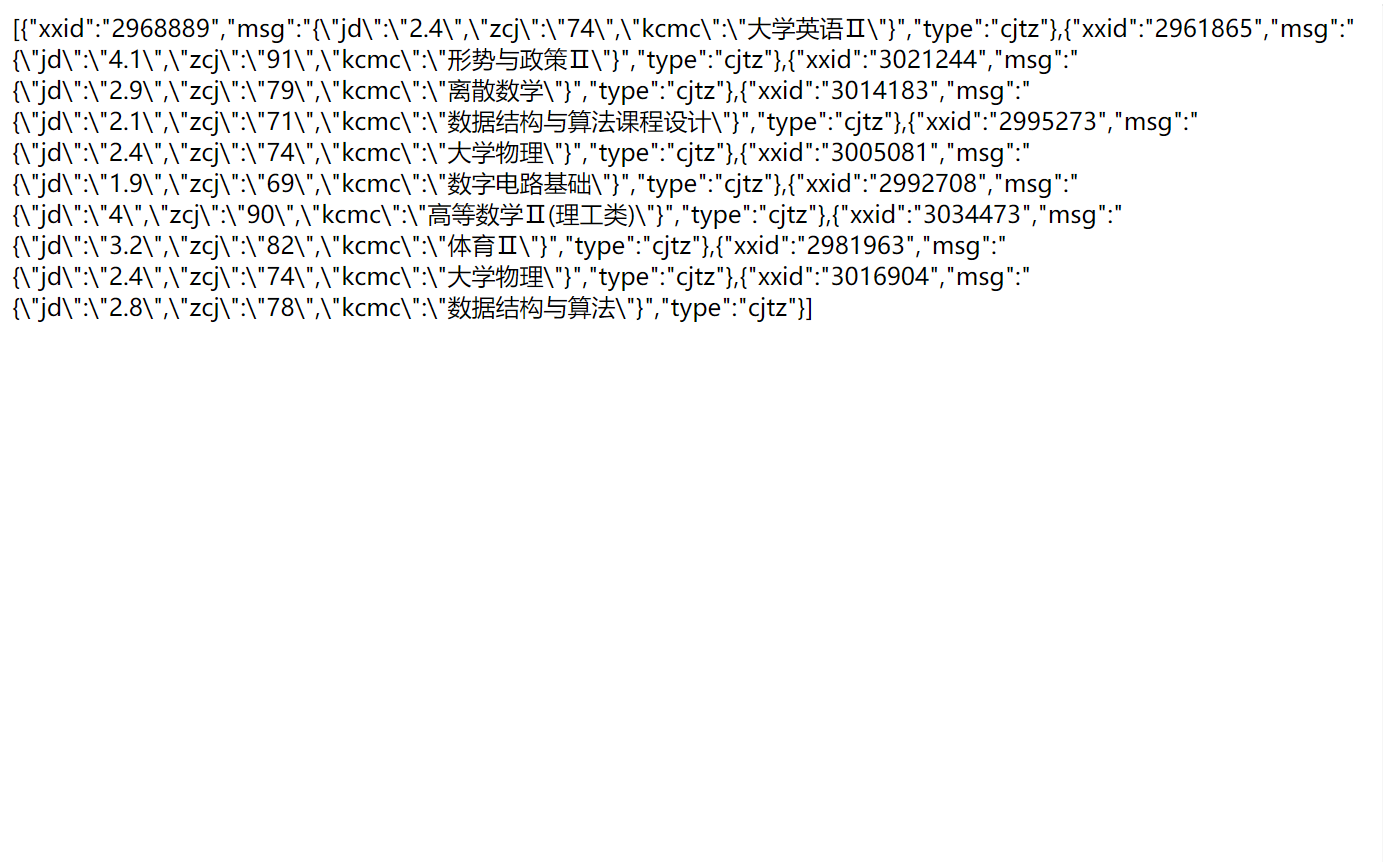 [{"xxid":"2968889","msg":"{\"jd\":\"2.4\",\"zcj\":\"74\",\"kcmc\":\"大学英语Ⅱ\"}","type":"cjtz"},{"xxid":"2961865","msg":"
{\"jd\":\"4.1\",\"zcj\":\"91\",\"kcmc\":\"形势与政策Ⅱ\"}","type":"cjtz"},{"xxid":"3021244","msg":"
{\"jd\":\"2.9\",\"zcj\":\"79\",\"kcmc\":\"离散数学\"}","type":"cjtz"},{"xxid":"3014183","msg":"
{\"jd\":\"2.1\",\"zcj\":\"71\",\"kcmc\":\"数据结构与算法课程设计\"}","type":"cjtz"},{"xxid":"2995273","msg":"
{\"jd\":\"2.4\",\"zcj\":\"74\",\"kcmc\":\"大学物理\"}","type":"cjtz"},{"xxid":"3005081","msg":"
{\"jd\":\"1.9\",\"zcj\":\"69\",\"kcmc\":\"数字电路基础\"}","type":"cjtz"},{"xxid":"2992708","msg":"
{\"jd\":\"4\",\"zcj\":\"90\",\"kcmc\":\"高等数学Ⅱ(理工类)\"}","type":"cjtz"},{"xxid":"3034473","msg":"
{\"jd\":\"3.2\",\"zcj\":\"82\",\"kcmc\":\"体育Ⅱ\"}","type":"cjtz"},{"xxid":"2981963","msg":"
{\"jd\":\"2.4\",\"zcj\":\"74\",\"kcmc\":\"大学物理\"}","type":"cjtz"},{"xxid":"3016904","msg":"
{\"jd\":\"2.8\",\"zcj\":\"78\",\"kcmc\":\"数据结构与算法\"}","type":"cjtz"}]